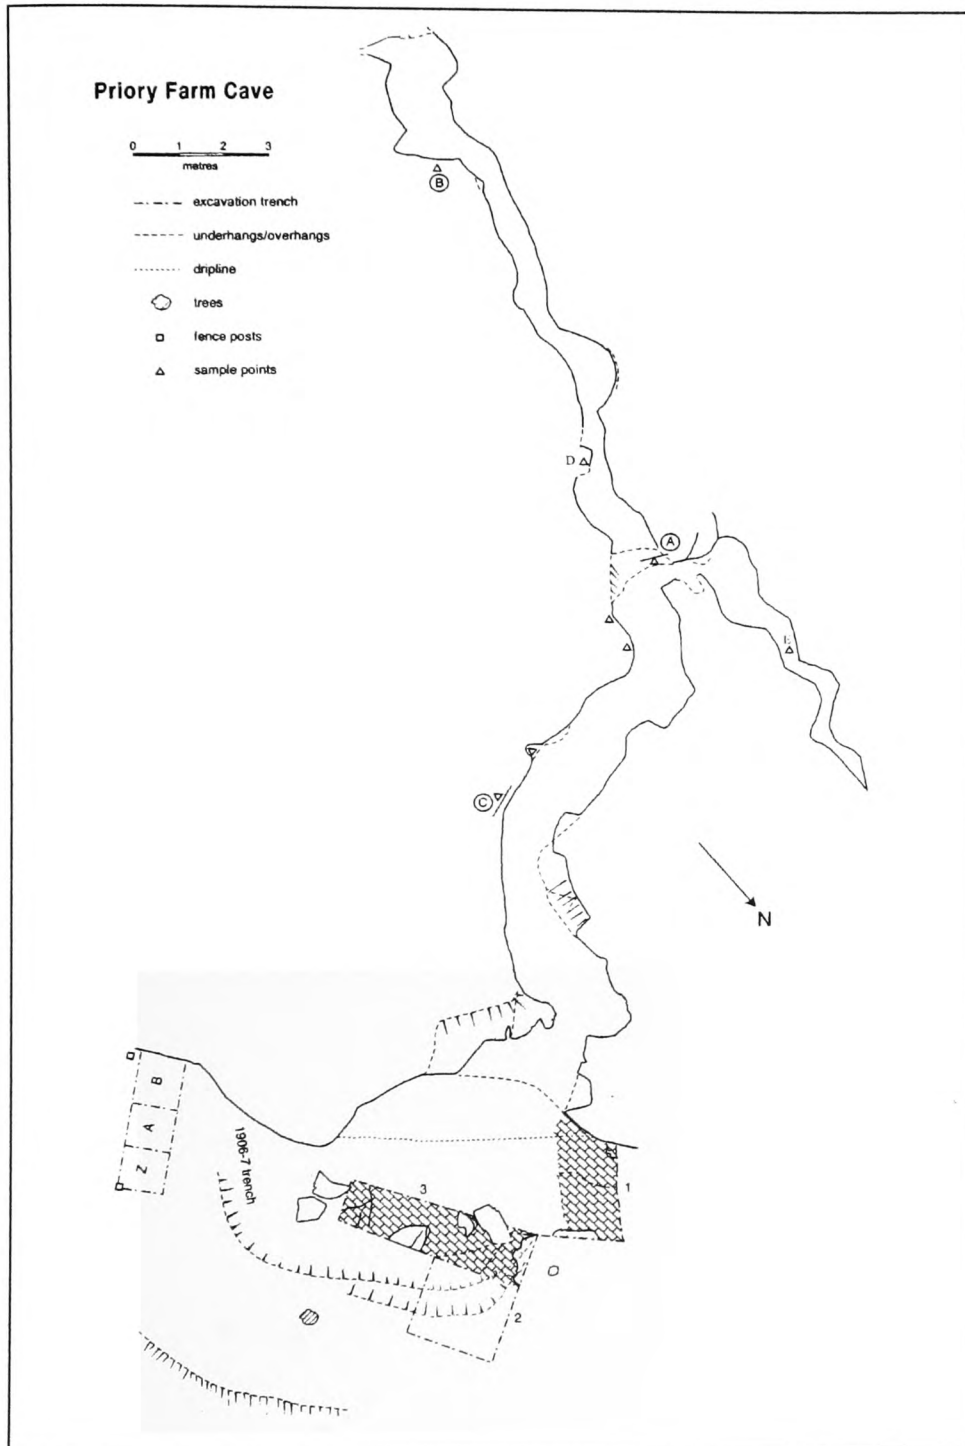 Priory Farm Cave
0 1 2 3
metres
excavation trench
underhangs/overhangs
dripline
trees
fence posts
sample points
B
D
A
E
C
N
B
A
Z
1906-7 trench
3
1
2